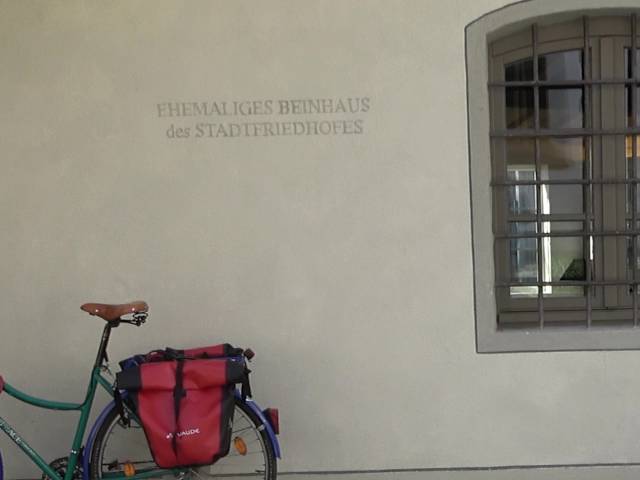 EHEMALIGES BEINHAUS
des STADTFRIEDHOFES
VAUDE